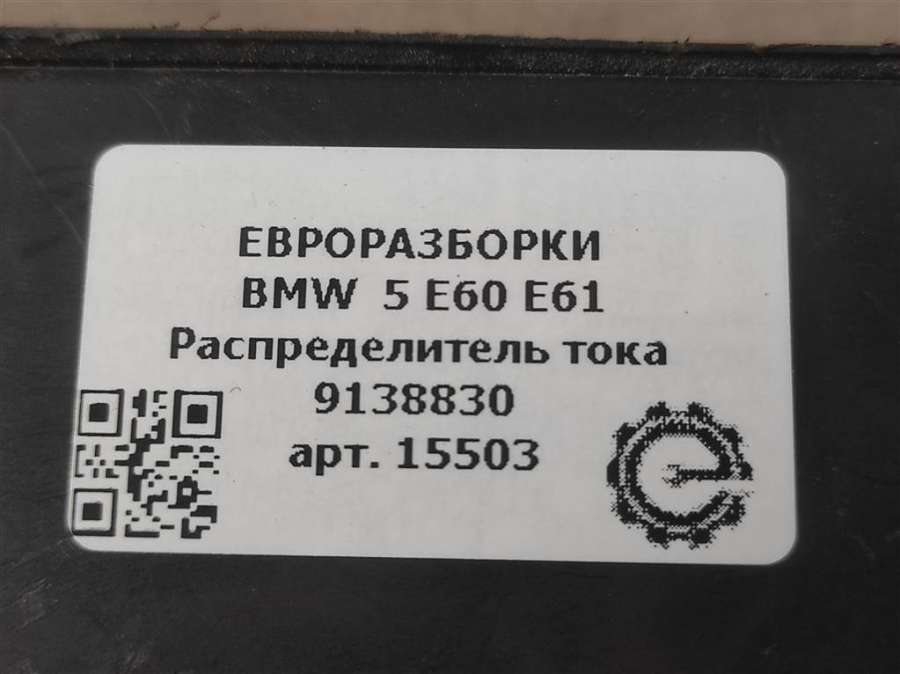 ЕВРОРАЗБОРКИ
BMW 5 E60 E61
Распределитель тока
9138830
арт. 15503